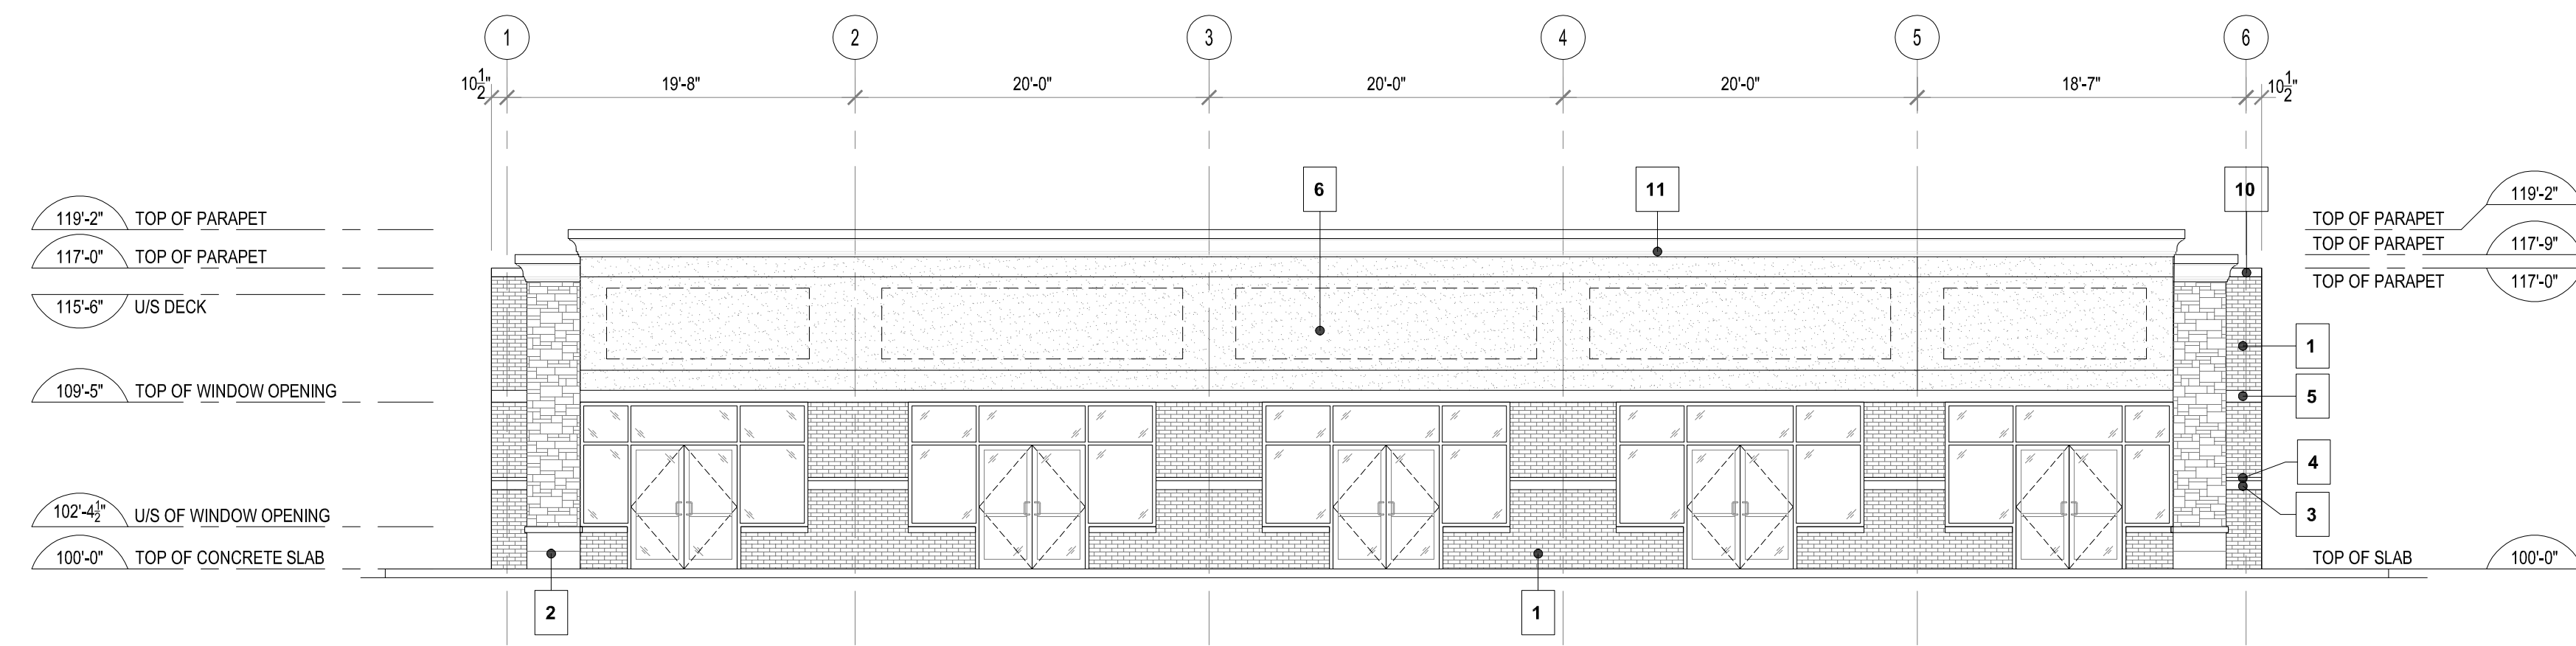 1 2 3 4 5 6
10 1/2" 19'-8" 20'-0" 20'-0" 20'-0" 18'-7" 10 1/2"
6 11 10
119'-2" TOP OF PARAPET
117'-0" TOP OF PARAPET
115'-6" U/S DECK
109'-5" TOP OF WINDOW OPENING
102'-4 1/2" U/S OF WINDOW OPENING
100'-0" TOP OF CONCRETE SLAB
TOP OF PARAPET 119'-2"
TOP OF PARAPET 117'-9"
TOP OF PARAPET 117'-0"
1
5
4
3
TOP OF SLAB 100'-0"
2 1